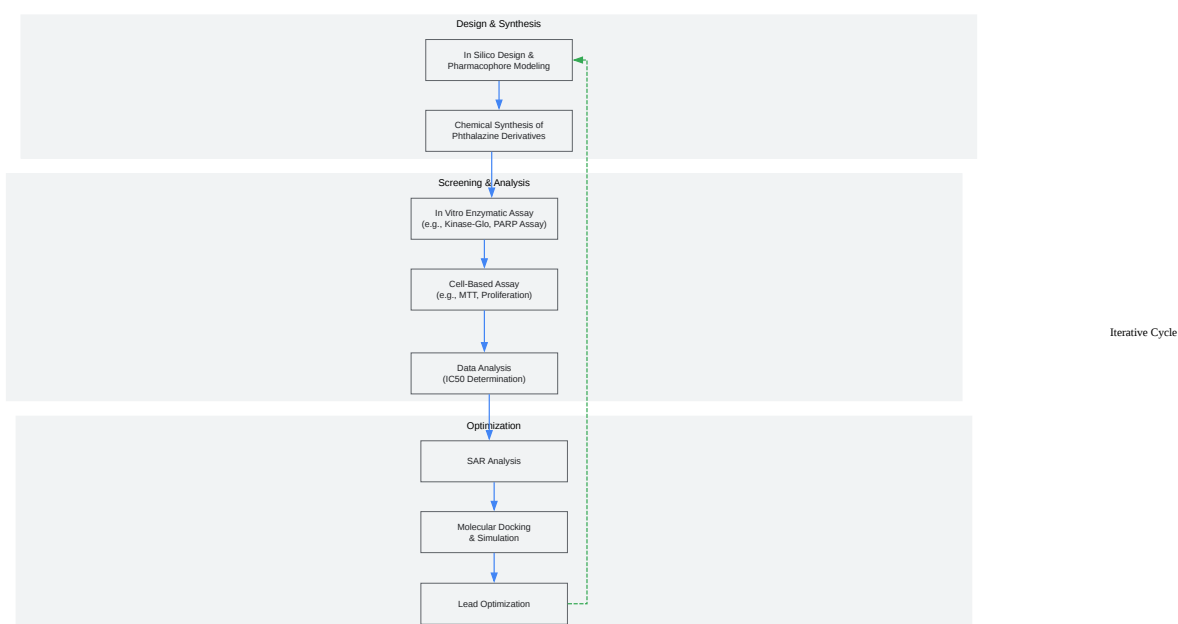 Design & Synthesis
In Silico Design &
Pharmacophore Modeling
Chemical Synthesis of
Phthalazine Derivatives
Screening & Analysis
In Vitro Enzymatic Assay
(e.g., Kinase-Glo, PARP Assay)
Cell-Based Assay
(e.g., MTT, Proliferation)
Iterative Cycle
Data Analysis
(IC50 Determination)
Optimization
SAR Analysis
Molecular Docking
& Simulation
Lead Optimization